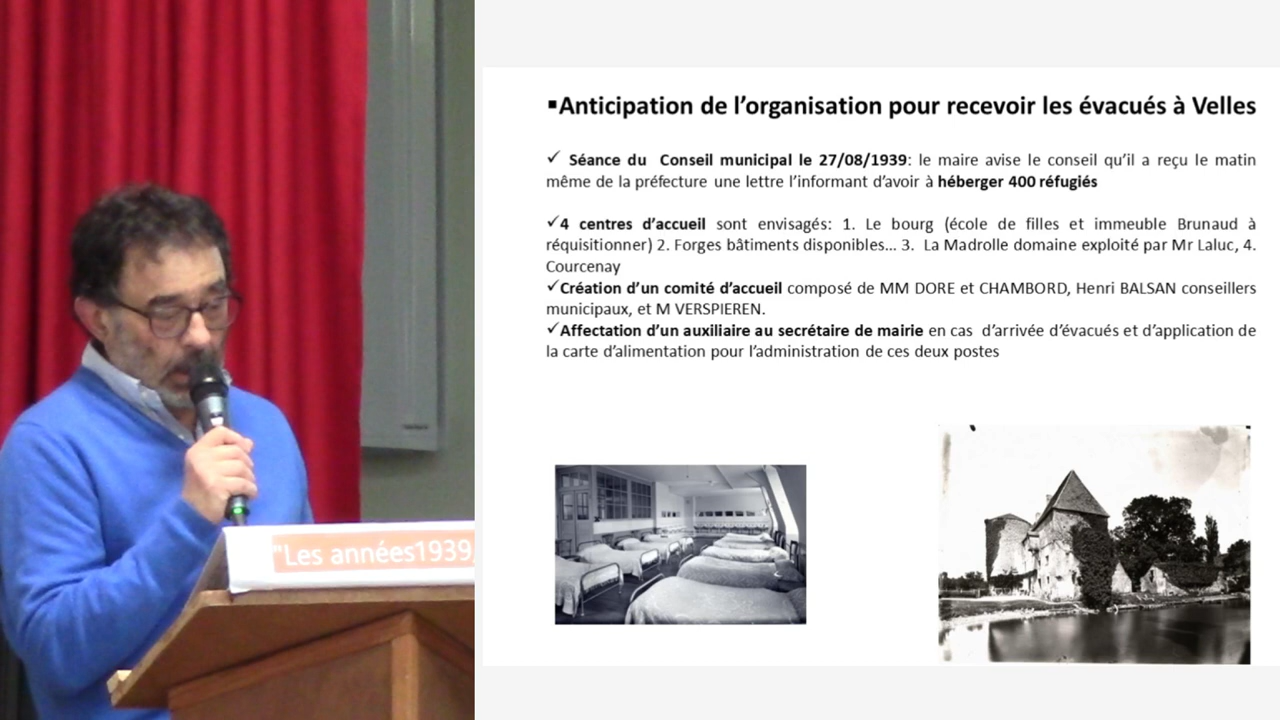 ▪Anticipation de l’organisation pour recevoir les évacués à Velles
✓ Séance du Conseil municipal le 27/08/1939: le maire avise le conseil qu’il a reçu le matin
même de la préfecture une lettre l’informant d’avoir à héberger 400 réfugiés
✓4 centres d’accueil sont envisagés: 1. Le bourg (école de filles et immeuble Brunaud à
réquisitionner) 2. Forges bâtiments disponibles... 3. La Madrolle domaine exploité par Mr Laluc, 4.
Courcenay
✓Création d’un comité d’accueil composé de MM DORE et CHAMBORD, Henri BALSAN conseillers
municipaux, et M VERSPIEREN.
✓Affectation d’un auxiliaire au secrétaire de mairie en cas d’arrivée d’évacués et d’application de
la carte d’alimentation pour l’administration de ces deux postes
"Les années1939,